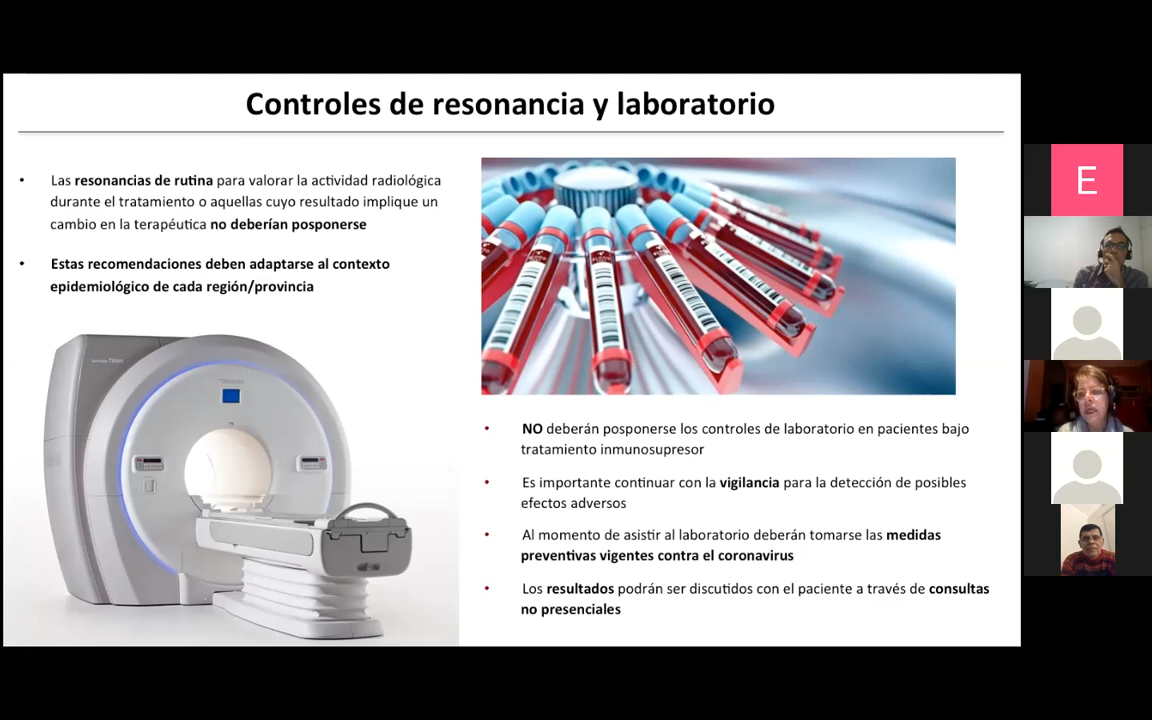 Controles de resonancia y laboratorio
• Las resonancias de rutina para valorar la actividad radiológica
durante el tratamiento o aquellas cuyo resultado implique un
cambio en la terapéutica no deberían posponerse
• Estas recomendaciones deben adaptarse al contexto
epidemiológico de cada región/provincia
• NO deberán posponerse los controles de laboratorio en pacientes bajo
tratamiento inmunosupresor
• Es importante continuar con la vigilancia para la detección de posibles
efectos adversos
• Al momento de asistir al laboratorio deberán tomarse las medidas
preventivas vigentes contra el coronavirus
• Los resultados podrán ser discutidos con el paciente a través de consultas
no presenciales
E